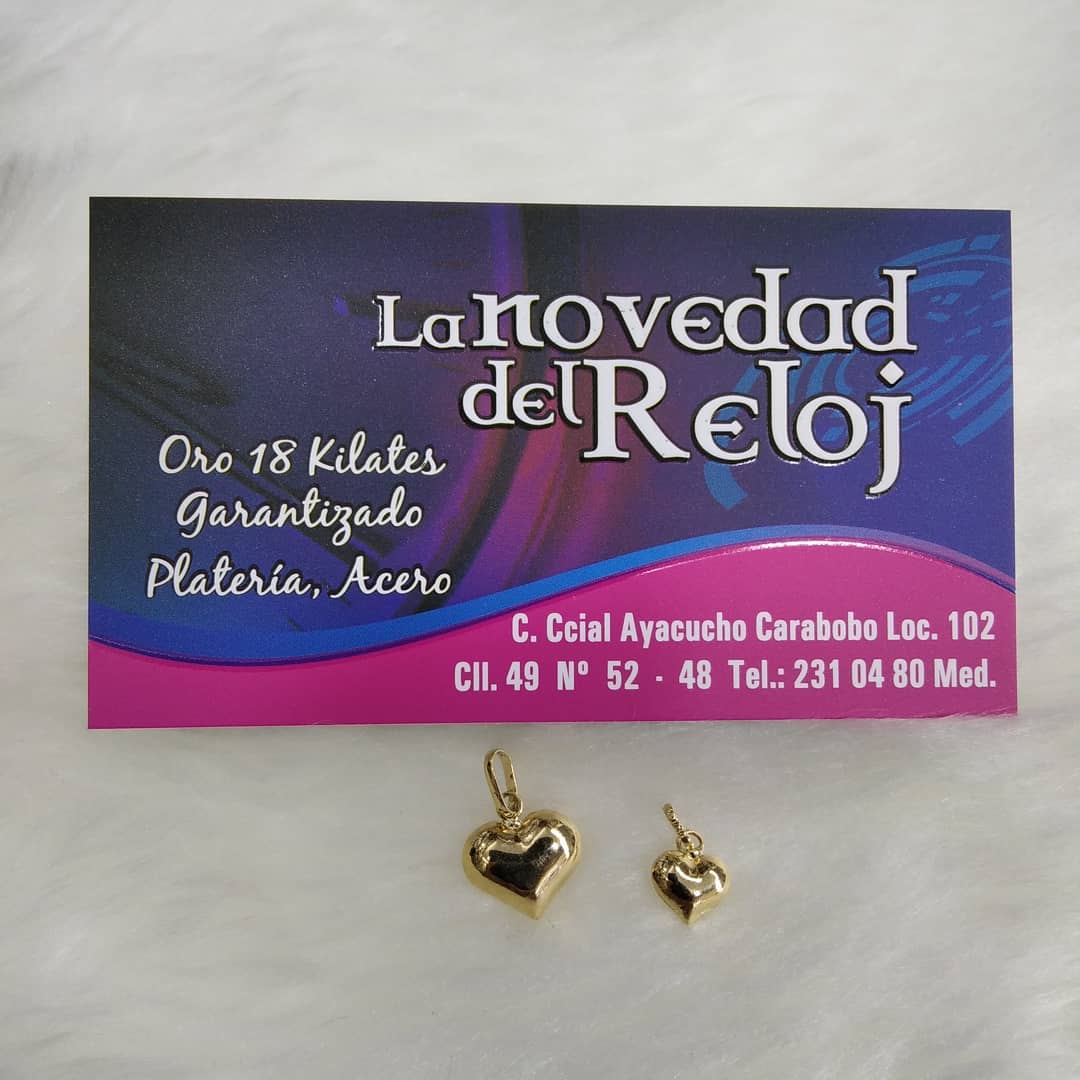 La novedad
del Reloj
Oro 18 Kilates
Garantizado
Platería, Acero
C. Ccial Ayacucho Carabobo Loc. 102
Cll. 49 Nº 52 - 48 Tel.: 231 04 80 Med.